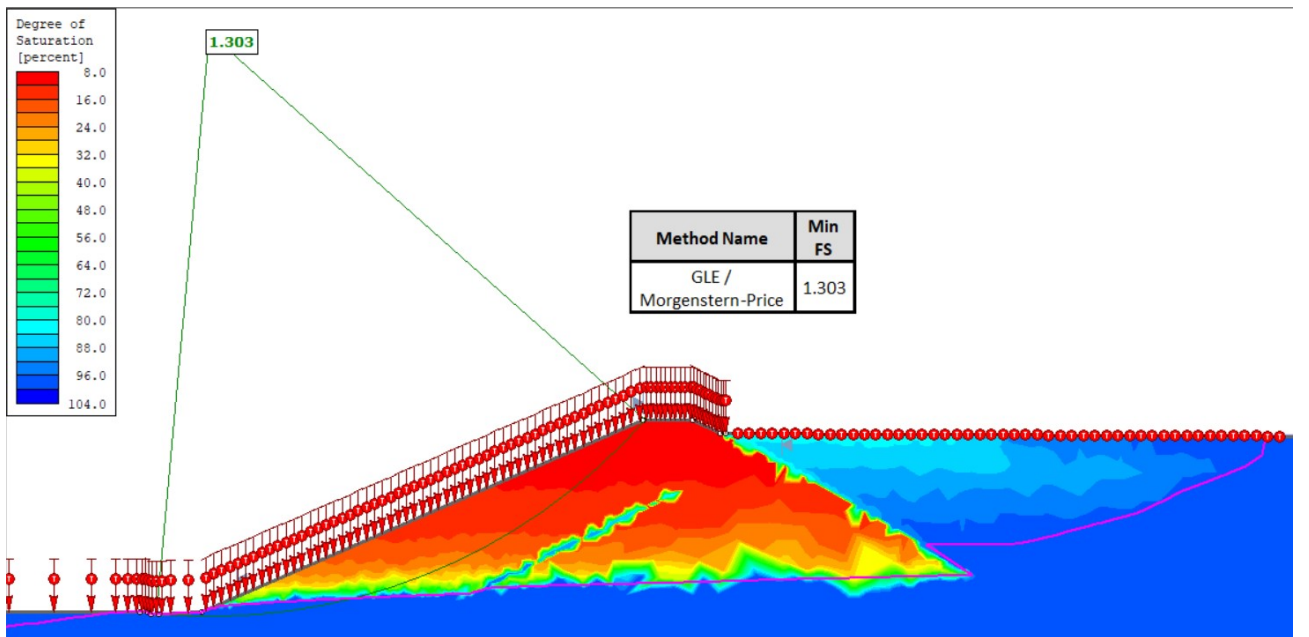 Degree of
Saturation
[percent]
8.0
16.0
24.0
32.0
40.0
48.0
56.0
64.0
72.0
80.0
88.0
96.0
104.0
1.303
Method Name
Min
FS
GLE /
Morgenstern-Price
1.303